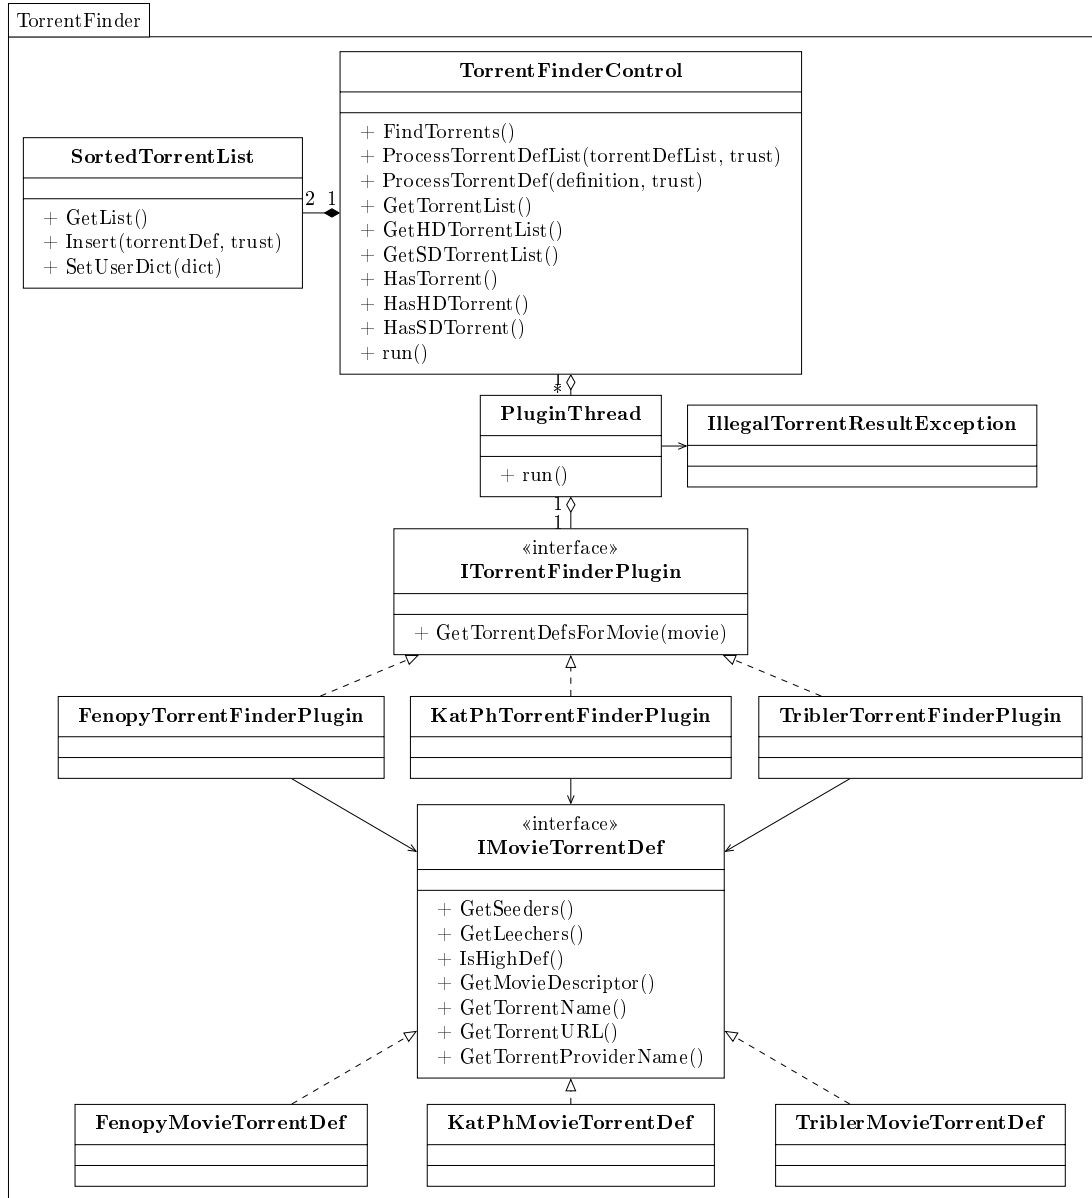 TorrentFinder
TorrentFinderControl
+ FindTorrents()
+ ProcessTorrentDefList(torrentDefList, trust)
+ ProcessTorrentDef(definition, trust)
+ GetTorrentList()
+ GetHDTorrentList()
+ GetSDTorrentList()
+ HasTorrent()
+ HasHDTorrent()
+ HasSDTorrent()
+ run()
SortedTorrentList
+ GetList()
+ Insert(torrentDef, trust)
+ SetUserDict(dict)
2 1
1
*
PluginThread
+ run()
IllegalTorrentResultException
1
1
«interface»
ITorrentFinderPlugin
+ GetTorrentDefsForMovie(movie)
FenopyTorrentFinderPlugin
KatPhTorrentFinderPlugin
TriblerTorrentFinderPlugin
«interface»
IMovieTorrentDef
+ GetSeeders()
+ GetLeechers()
+ IsHighDef()
+ GetMovieDescriptor()
+ GetTorrentName()
+ GetTorrentURL()
+ GetTorrentProviderName()
FenopyMovieTorrentDef
KatPhMovieTorrentDef
TriblerMovieTorrentDef